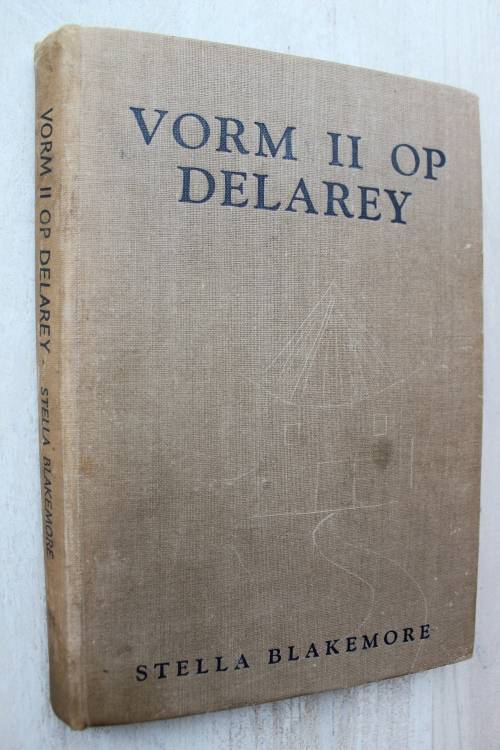 VORM II OP
DELAREY
STELLA BLAKEMORE
VORM II OP DELAREY . STELLA BLAKEMORE